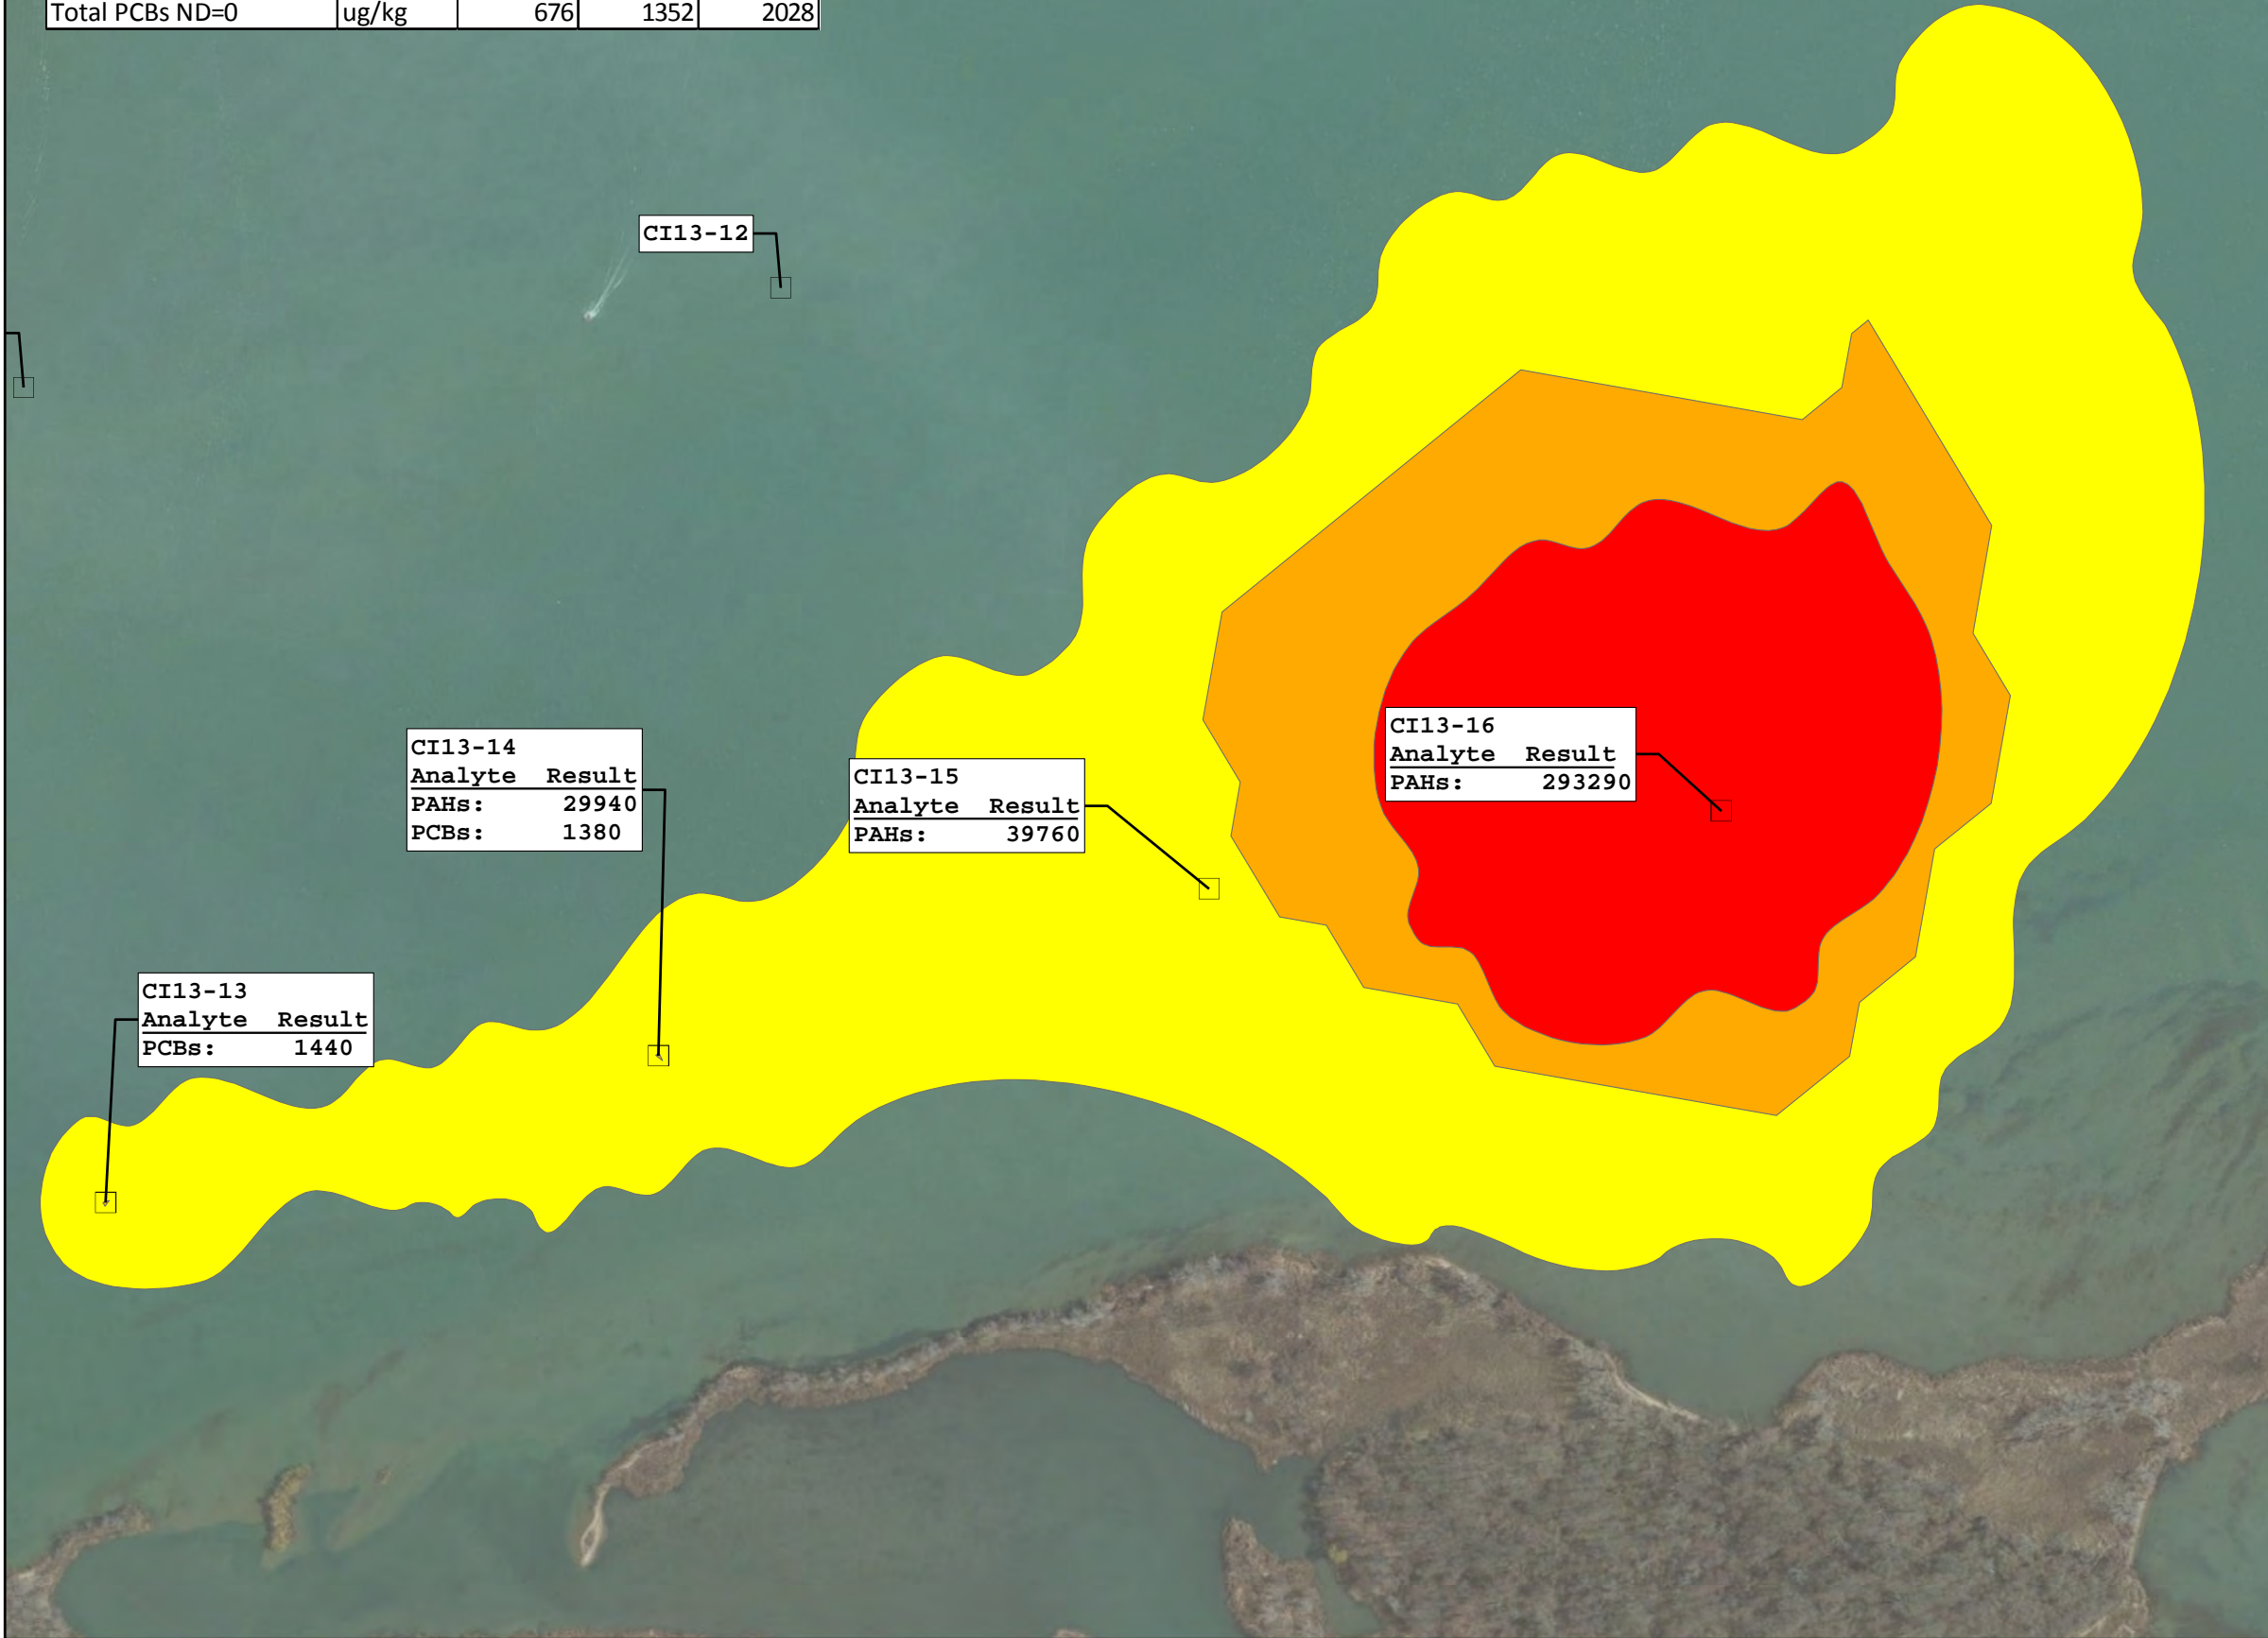 Total PCBs ND=0 ug/kg 676 1352 2028
CI13-12
CI13-14
Analyte Result
PAHs: 29940
PCBs: 1380
CI13-15
Analyte Result
PAHs: 39760
CI13-16
Analyte Result
PAHs: 293290
CI13-13
Analyte Result
PCBs: 1440